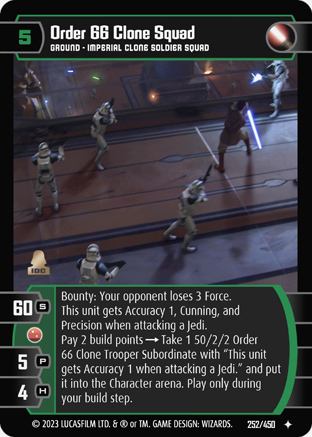 5
Order 66 Clone Squad
GROUND - IMPERIAL CLONE SOLDIER SQUAD
IDC
60 S
5 P
4 H
Bounty: Your opponent loses 3 Force.
This unit gets Accuracy 1, Cunning, and
Precision when attacking a Jedi.
Pay 2 build points → Take 1 50/2/2 Order
66 Clone Trooper Subordinate with "This unit
gets Accuracy 1 when attacking a Jedi." and put
it into the Character arena. Play only during
your build step.
© 2023 LUCASFILM LTD. & ® or TM. GAME DESIGN: WIZARDS.
252/450